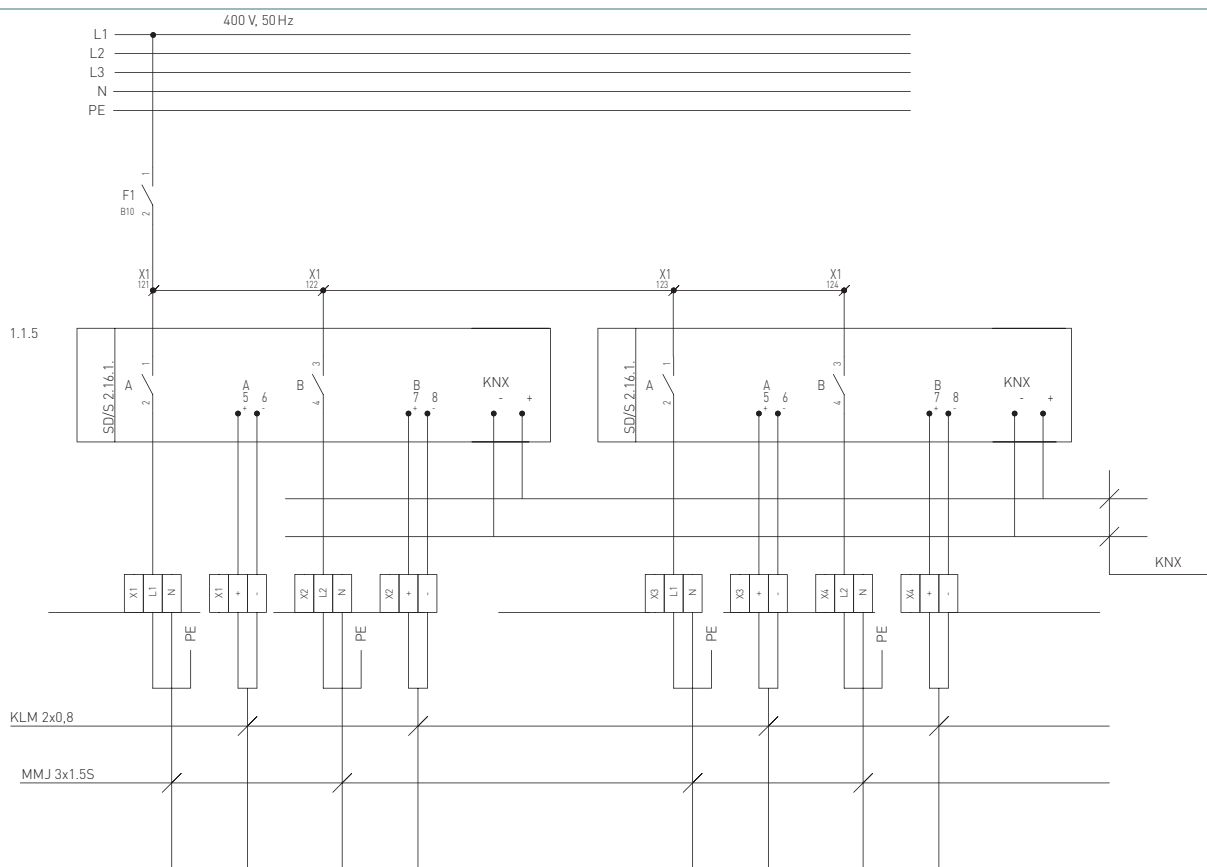 400 V, 50 Hz
L1
L2
L3
N
PE
1
F1
B10
2
X1
121
X1
122
X1
123
X1
124
1.1.5
SD/S 2.16.1.
A
1
2
A
5 6
+ -
B
3
4
B
7 8
+ -
KNX
- +
SD/S 2.16.1.
A
1
2
A
5 6
+ -
B
3
4
B
7 8
+ -
KNX
- +
KNX
X1 L1 N
X1 + -
X2 L2 N
X2 + -
X3 L1 N
X3 + -
X4 L2 N
X4 + -
PE
PE
PE
PE
KLM 2x0,8
MMJ 3x1.5S